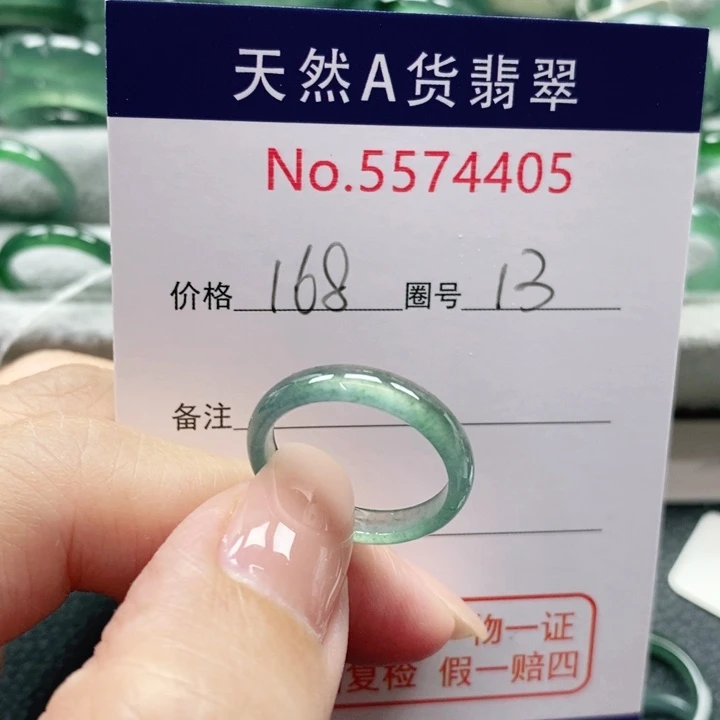 天然A货翡翠
No.5574405
价格 168 圈号 13
备注
物一证
复检 假一赔四